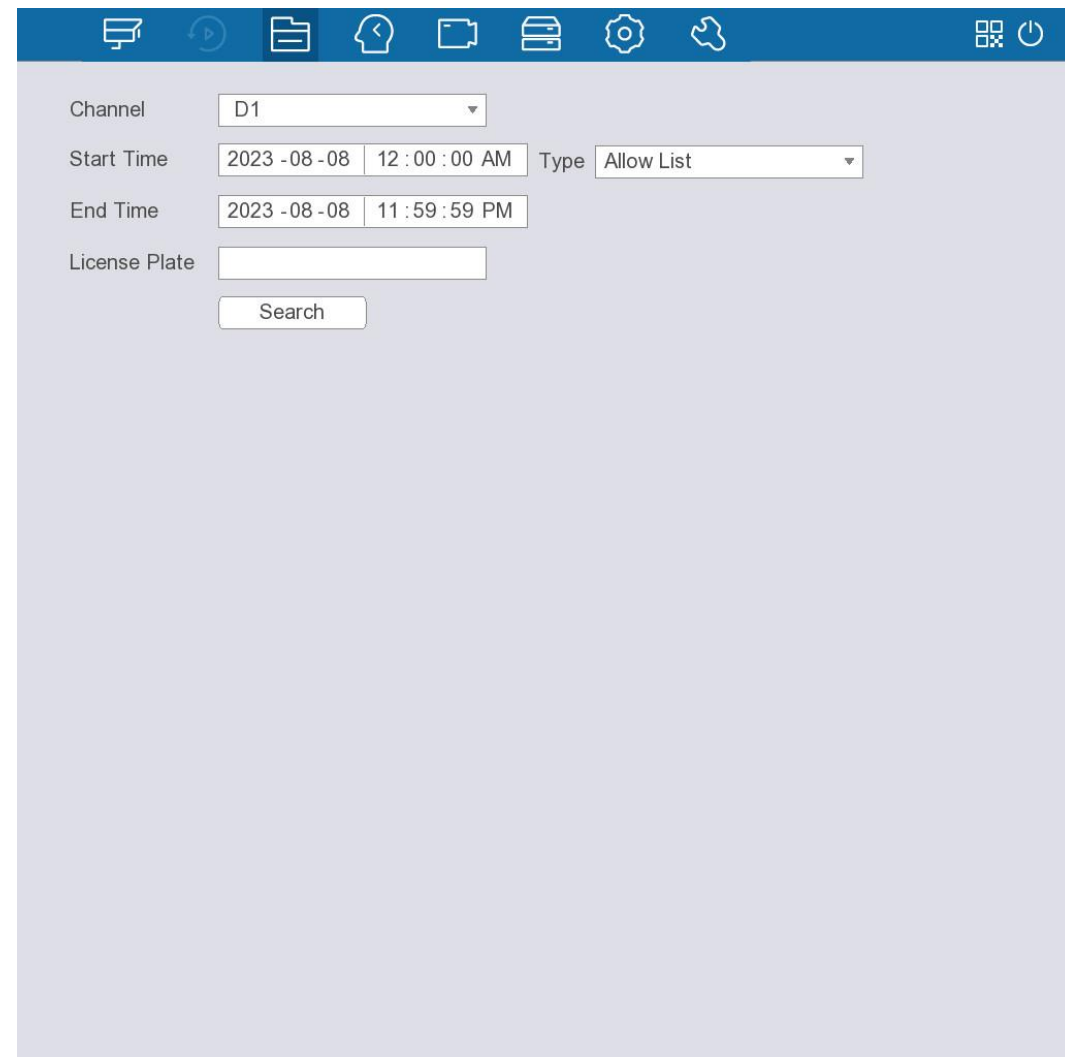 Channel D1
Start Time 2023 -08 -08 12 : 00 : 00 AM Type Allow List
End Time 2023 -08 -08 11 : 59 : 59 PM
License Plate
Search